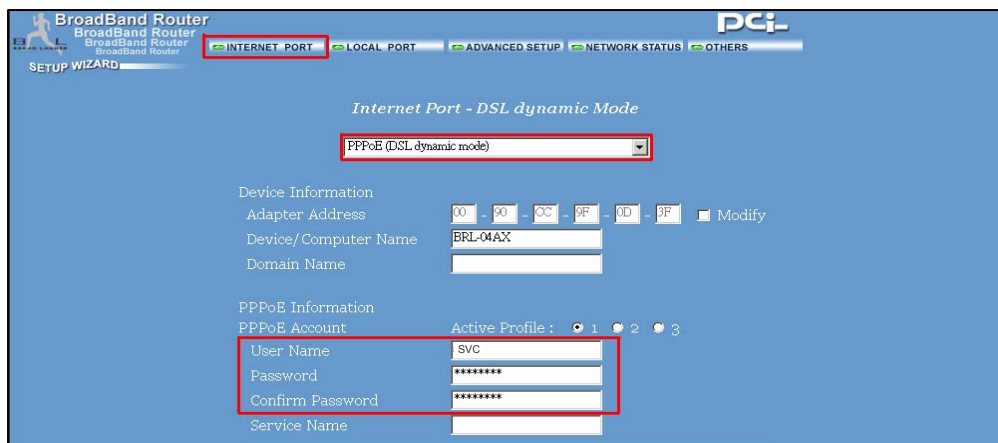 BroadBand Router
BroadBand Router
BroadBand Router
BroadBand Router
BROAD LANNER
PCi
INTERNET PORT LOCAL PORT ADVANCED SETUP NETWORK STATUS OTHERS
SETUP WIZARD
Internet Port - DSL dynamic Mode
PPPoE (DSL dynamic mode)
Device Information
Adapter Address 00 - 90 - CC - 9F - 0D - 3F Modify
Device/Computer Name BRL-04AX
Domain Name
PPPoE Information
PPPoE Account Active Profile : 1 2 3
User Name SVC
Password ********
Confirm Password ********
Service Name